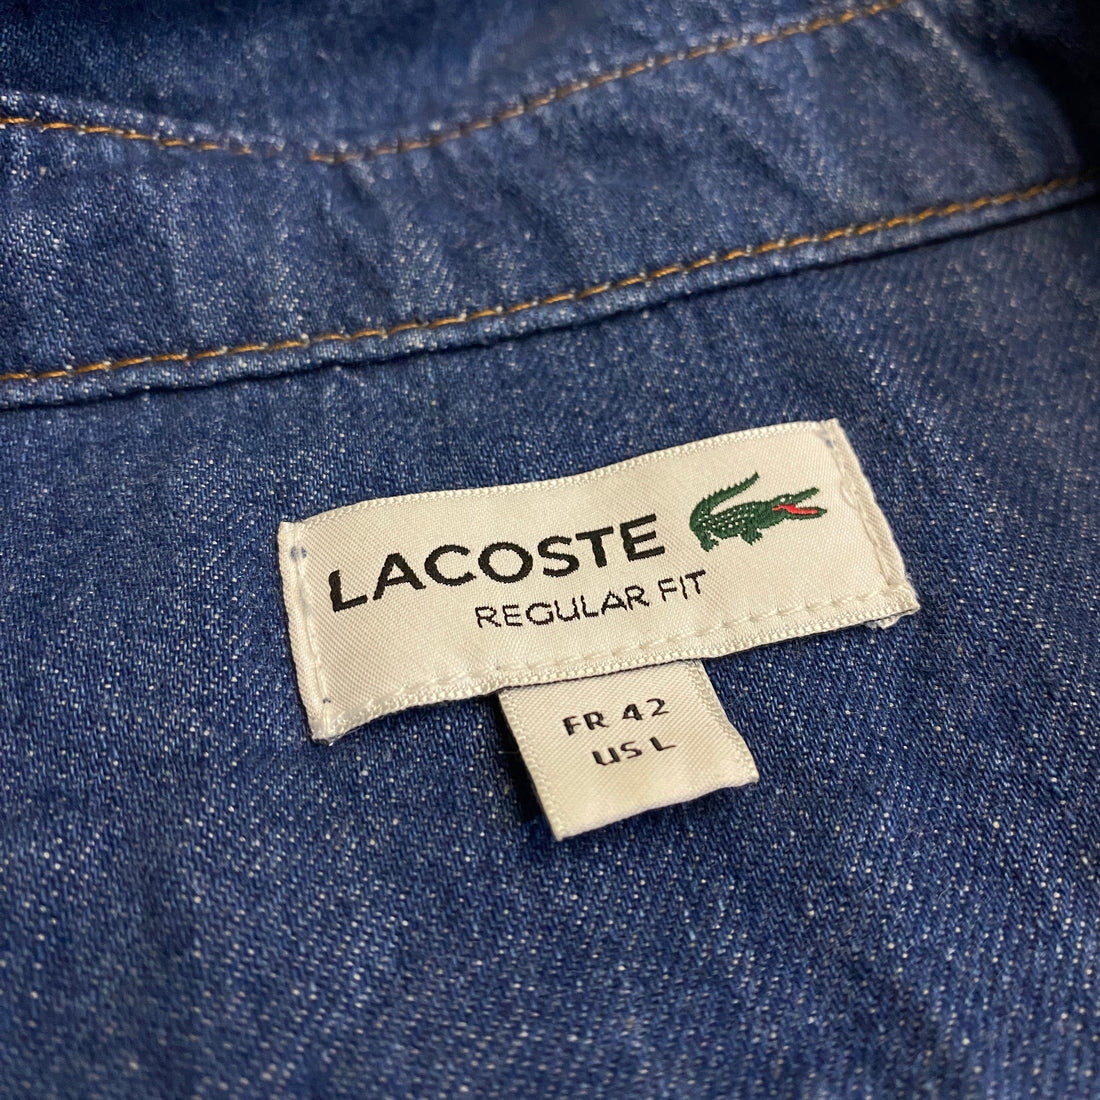 LACOSTE
REGULAR FIT
FR 42
US L